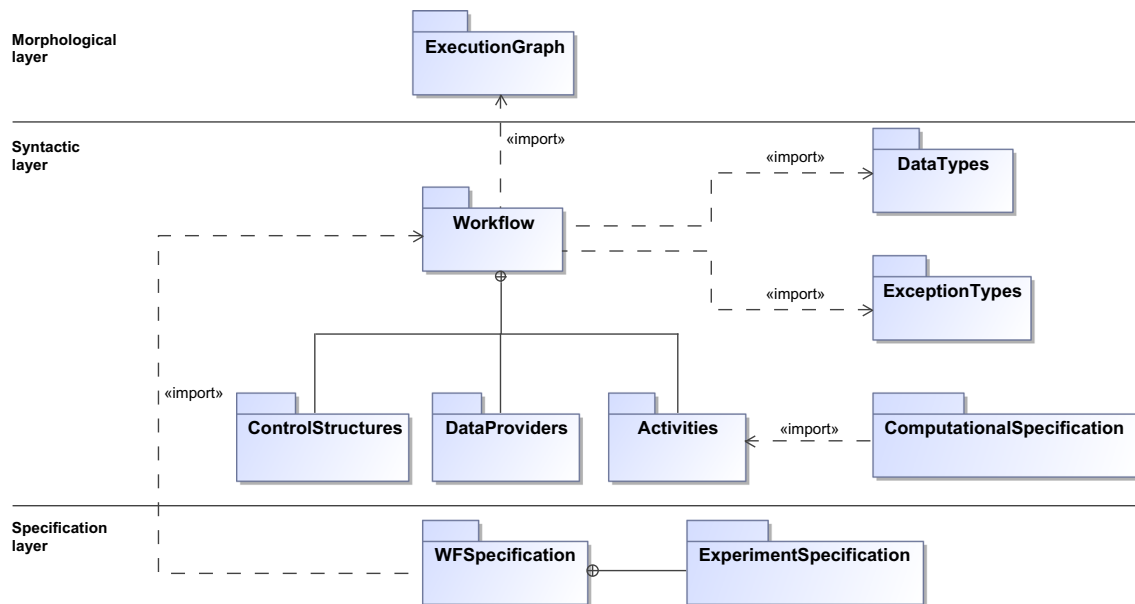 Morphological
layer
ExecutionGraph
Syntactic
layer
«import»
«import»
DataTypes
Workflow
ExceptionTypes
«import»
«import»
ControlStructures
DataProviders
Activities
«import»
ComputationalSpecification
Specification
layer
WFSpecification
ExperimentSpecification